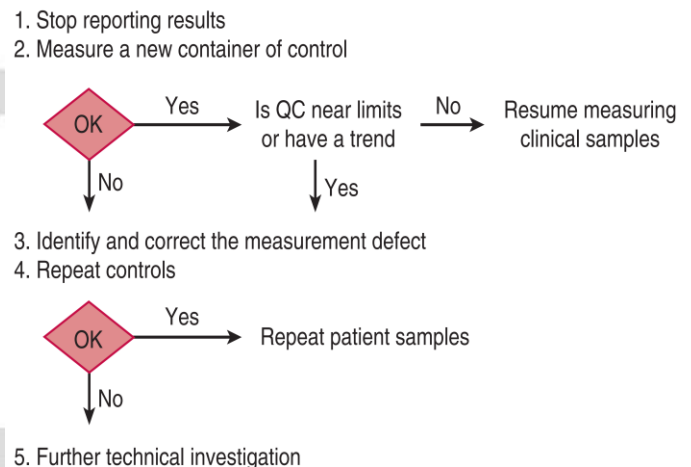 1. Stop reporting results
2. Measure a new container of control
OK
Yes
Is QC near limits
or have a trend
No
Resume measuring
clinical samples
No
Yes
3. Identify and correct the measurement defect
4. Repeat controls
OK
Yes
Repeat patient samples
No
5. Further technical investigation